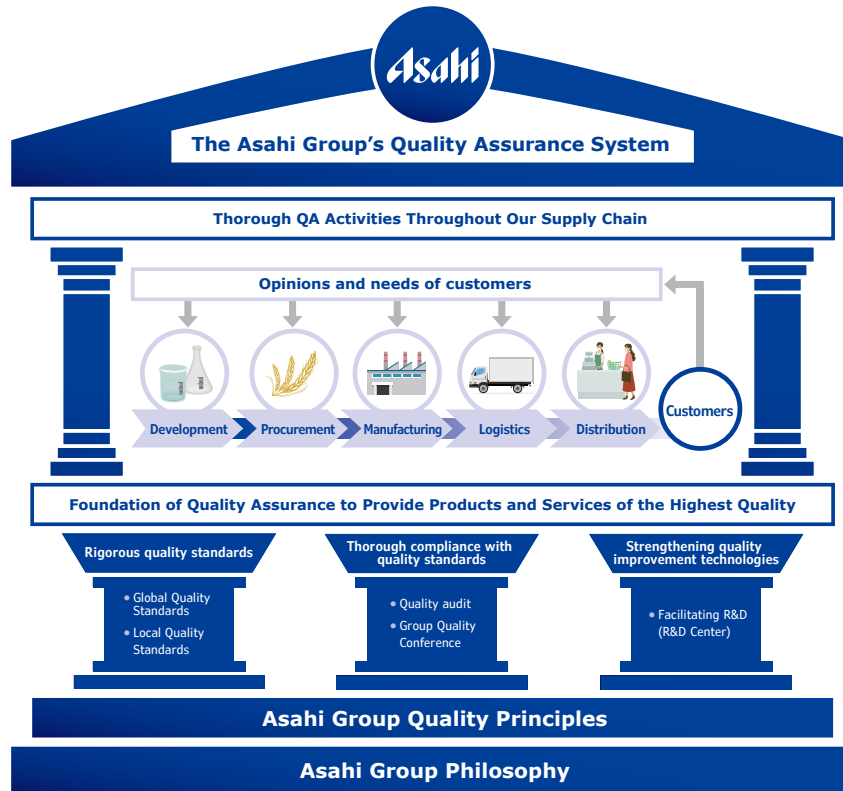 Asahi
The Asahi Group's Quality Assurance System
Thorough QA Activities Throughout Our Supply Chain
Opinions and needs of customers
Development
Procurement
Manufacturing
Logistics
Distribution
Customers
Foundation of Quality Assurance to Provide Products and Services of the Highest Quality
Rigorous quality standards
• Global Quality
Standards
• Local Quality
Standards
Thorough compliance with
quality standards
• Quality audit
• Group Quality
Conference
Strengthening quality
improvement technologies
• Facilitating R&D
(R&D Center)
Asahi Group Quality Principles
Asahi Group Philosophy